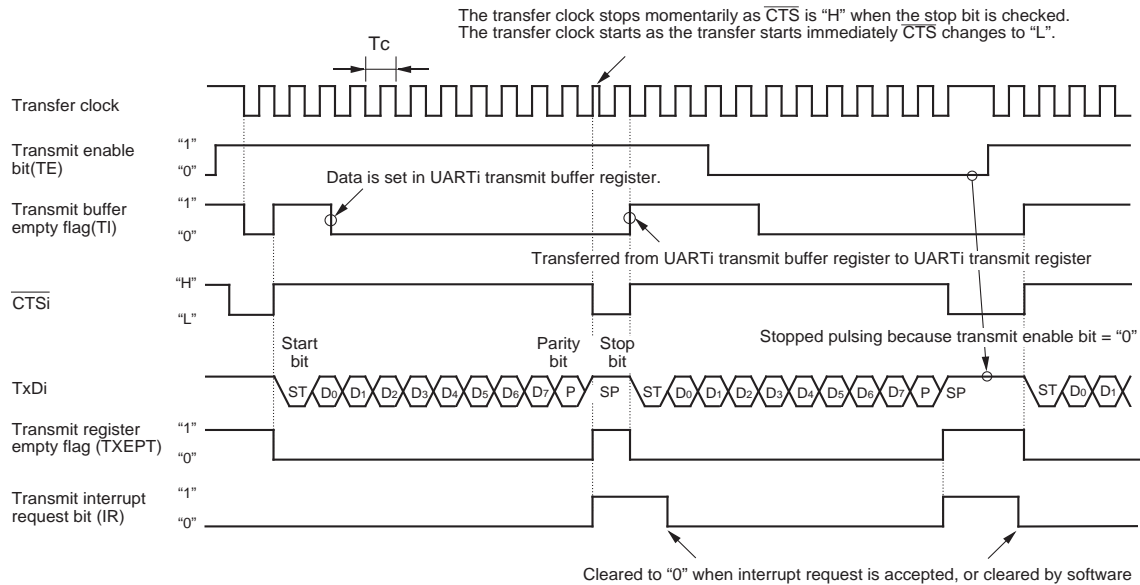 The transfer clock stops momentarily as CTS is “H” when the stop bit is checked.
The transfer clock starts as the transfer starts immediately CTS changes to “L”.
Tc
Transfer clock
Transmit enable
bit(TE)
“1”
“0”
Data is set in UARTi transmit buffer register.
Transmit buffer
empty flag(TI)
“1”
“0”
Transferred from UARTi transmit buffer register to UARTi transmit register
CTSi
“H”
“L”
Stopped pulsing because transmit enable bit = “0”
Start
bit
Parity
bit
Stop
bit
TxDi
ST D0 D1 D2 D3 D4 D5 D6 D7 P SP ST D0 D1 D2 D3 D4 D5 D6 D7 P SP ST D0 D1
Transmit register
empty flag (TXEPT)
“1”
“0”
Transmit interrupt
request bit (IR)
“1”
“0”
Cleared to “0” when interrupt request is accepted, or cleared by software